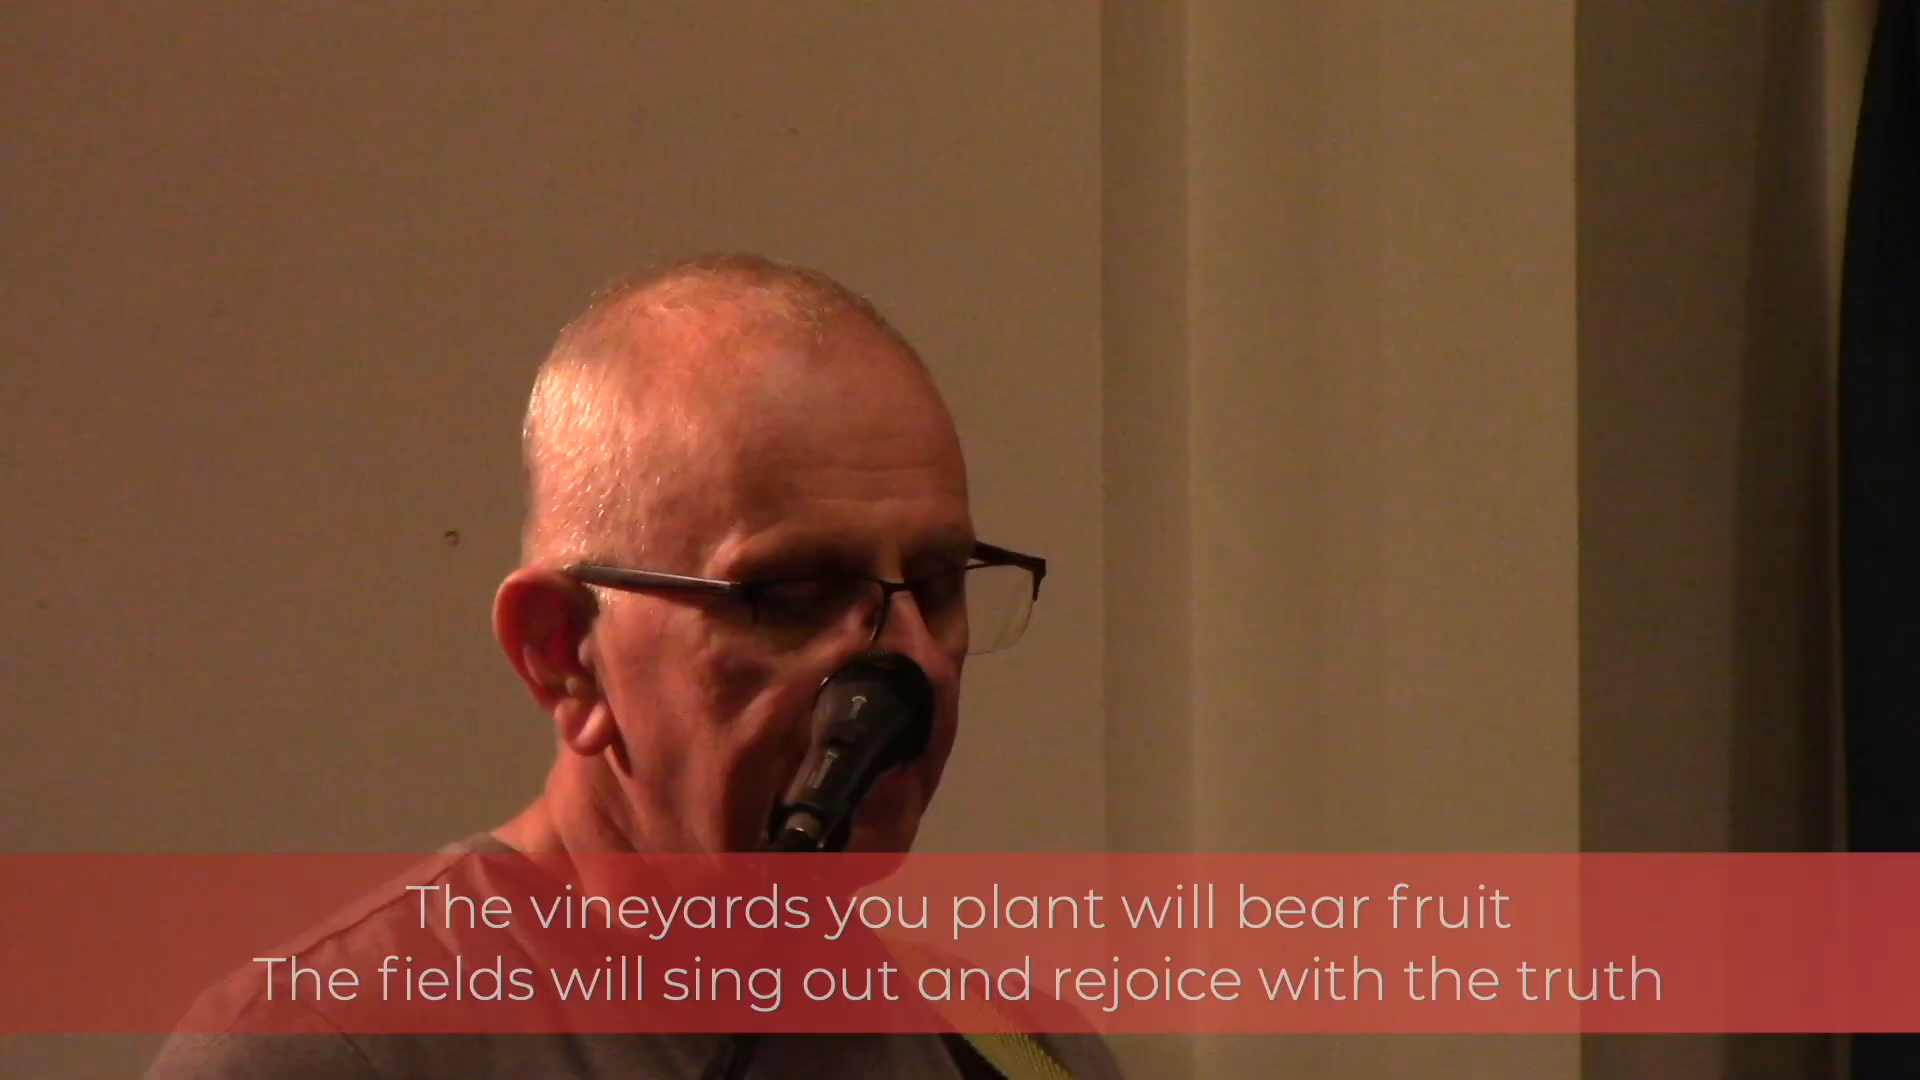 The vineyards you plant will bear fruit
The fields will sing out and rejoice with the truth